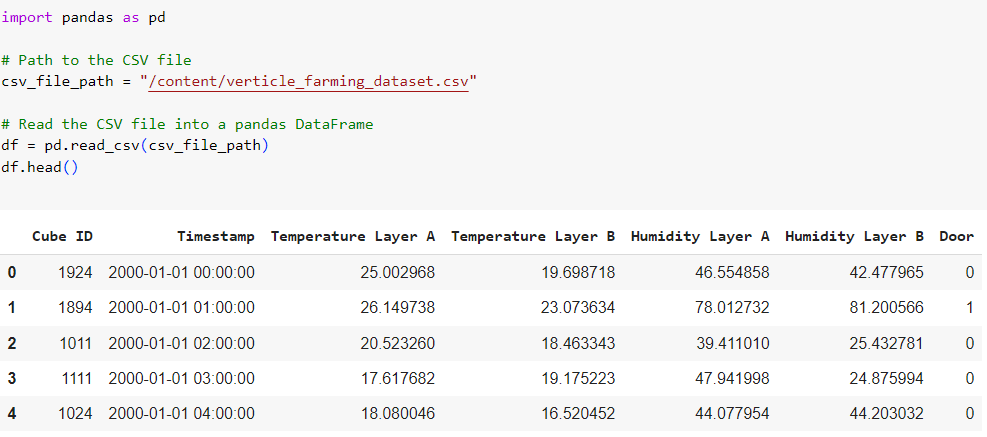 import pandas as pd
# Path to the CSV file
csv_file_path = "/content/verticle_farming_dataset.csv"
# Read the CSV file into a pandas DataFrame
df = pd.read_csv(csv_file_path)
df.head()
Cube ID Timestamp Temperature Layer A Temperature Layer B Humidity Layer A Humidity Layer B Door
0 1924 2000-01-01 00:00:00 25.002968 19.698718 46.554858 42.477965 0
1 1894 2000-01-01 01:00:00 26.149738 23.073634 78.012732 81.200566 1
2 1011 2000-01-01 02:00:00 20.523260 18.463343 39.411010 25.432781 0
3 1111 2000-01-01 03:00:00 17.617682 19.175223 47.941998 24.875994 0
4 1024 2000-01-01 04:00:00 18.080046 16.520452 44.077954 44.203032 0